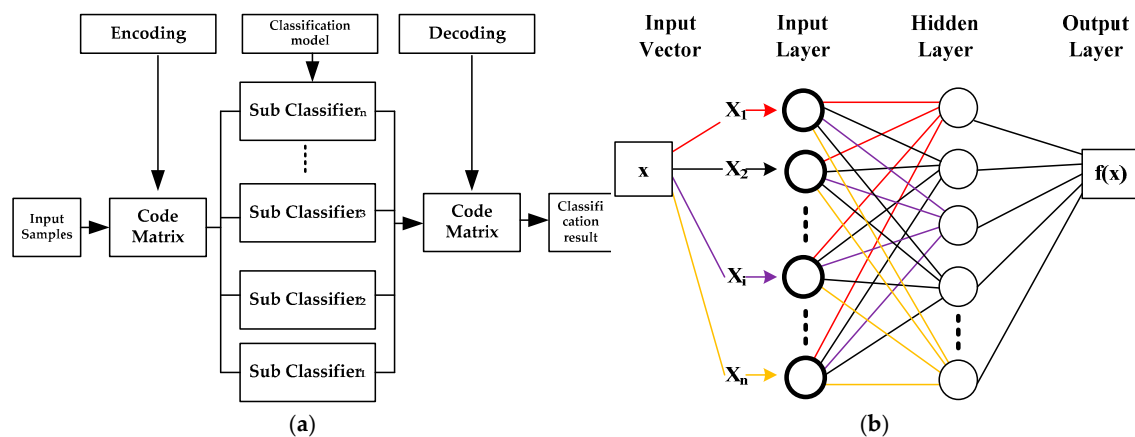 Encoding
Classification
model
Decoding
Sub Classifierₙ
Sub Classifier₃
Sub Classifier₂
Sub Classifier₁
Input
Samples
Code
Matrix
Code
Matrix
Classifi
cation
result
(a)
Input
Vector
Input
Layer
Hidden
Layer
Output
Layer
x
X₁
X₂
Xᵢ
Xₙ
f(x)
(b)